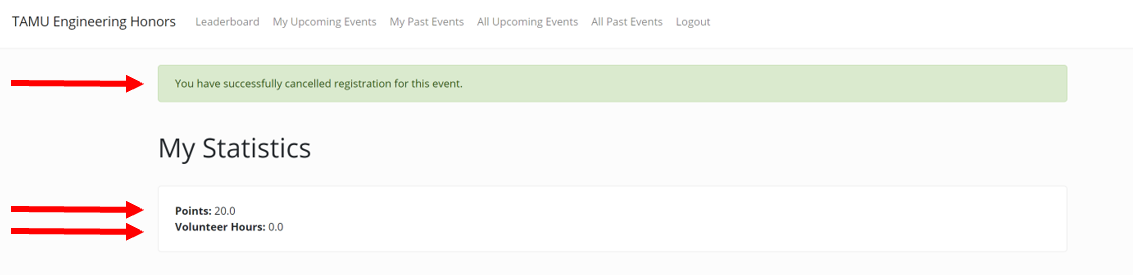 TAMU Engineering Honors Leaderboard My Upcoming Events My Past Events All Upcoming Events All Past Events Logout
You have successfully cancelled registration for this event.
My Statistics
Points: 20.0
Volunteer Hours: 0.0